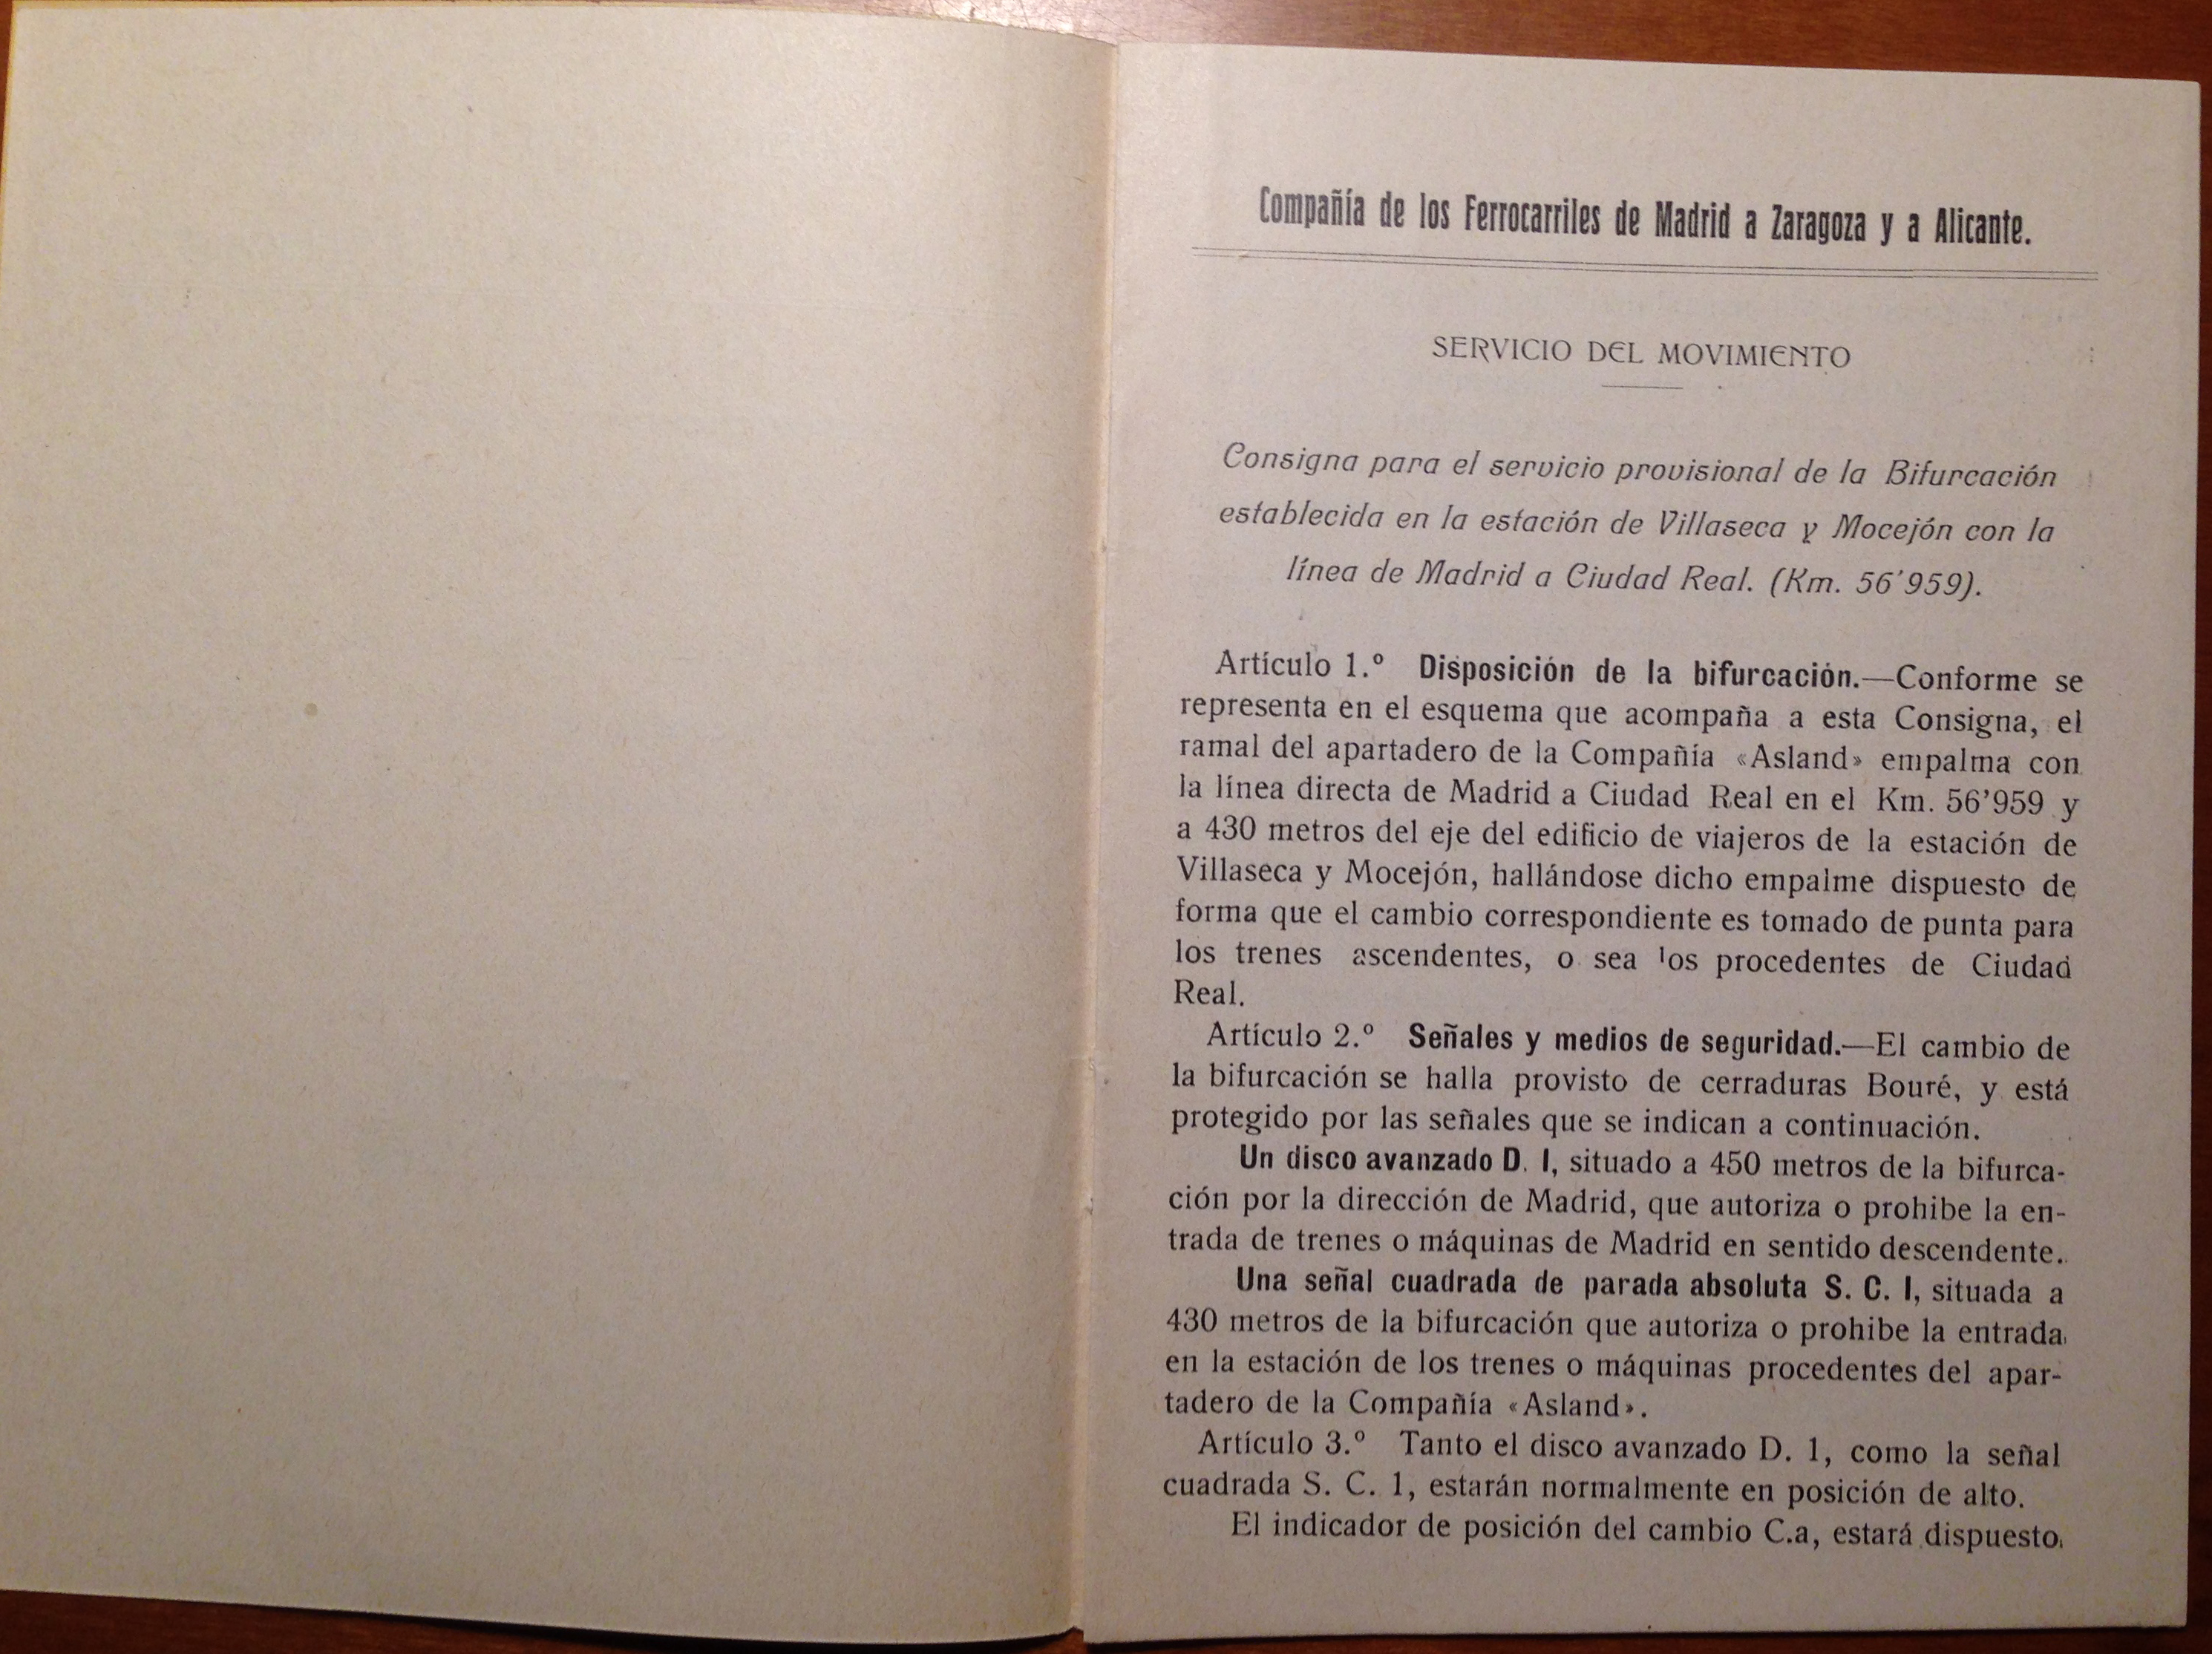 Compañía de los Ferrocarriles de Madrid a Zaragoza y a Alicante.
SERVICIO DEL MOVIMIENTO
Consigna para el servicio provisional de la Bifurcación
establecida en la estación de Villaseca y Mocejón con la
línea de Madrid a Ciudad Real. (Km. 56'959).
Artículo 1.º Disposición de la bifurcación.—Conforme se
representa en el esquema que acompaña a esta Consigna, el
ramal del apartadero de la Compañía «Asland» empalma con
la línea directa de Madrid a Ciudad Real en el Km. 56'959 y
a 430 metros del eje del edificio de viajeros de la estación de
Villaseca y Mocejón, hallándose dicho empalme dispuesto de
forma que el cambio correspondiente es tomado de punta para
los trenes ascendentes, o sea los procedentes de Ciudad
Real.
Artículo 2.º Señales y medios de seguridad.—El cambio de
la bifurcación se halla provisto de cerraduras Bouré, y está
protegido por las señales que se indican a continuación.
Un disco avanzado D. I, situado a 450 metros de la bifurca-
ción por la dirección de Madrid, que autoriza o prohibe la en-
trada de trenes o máquinas de Madrid en sentido descendente.
Una señal cuadrada de parada absoluta S. C. I, situada a
430 metros de la bifurcación que autoriza o prohibe la entrada
en la estación de los trenes o máquinas procedentes del apar-
tadero de la Compañía «Asland».
Artículo 3.º Tanto el disco avanzado D. 1, como la señal
cuadrada S. C. 1, estarán normalmente en posición de alto.
El indicador de posición del cambio C.a, estará dispuesto